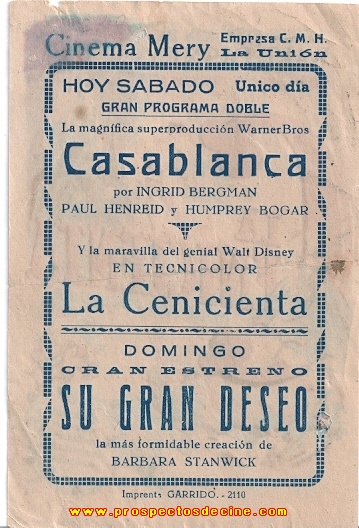 Cinema Mery Empresa C. M. H.
La Unión
HOY SABADO Unico día
GRAN PROGRAMA DOBLE
La magnífica superproducción WarnerBros
Casablanca
por INGRID BERGMAN
PAUL HENREID y HUMPREY BOGAR
Y la maravilla del genial Walt Disney
EN TECNICOLOR
La Cenicienta
DOMINGO
GRAN ESTRENO
SU GRAN DESEO
la más formidable creación de
BARBARA STANWICK
Imprenta GARRIDO. - 2110
www.prospectosdecine.com